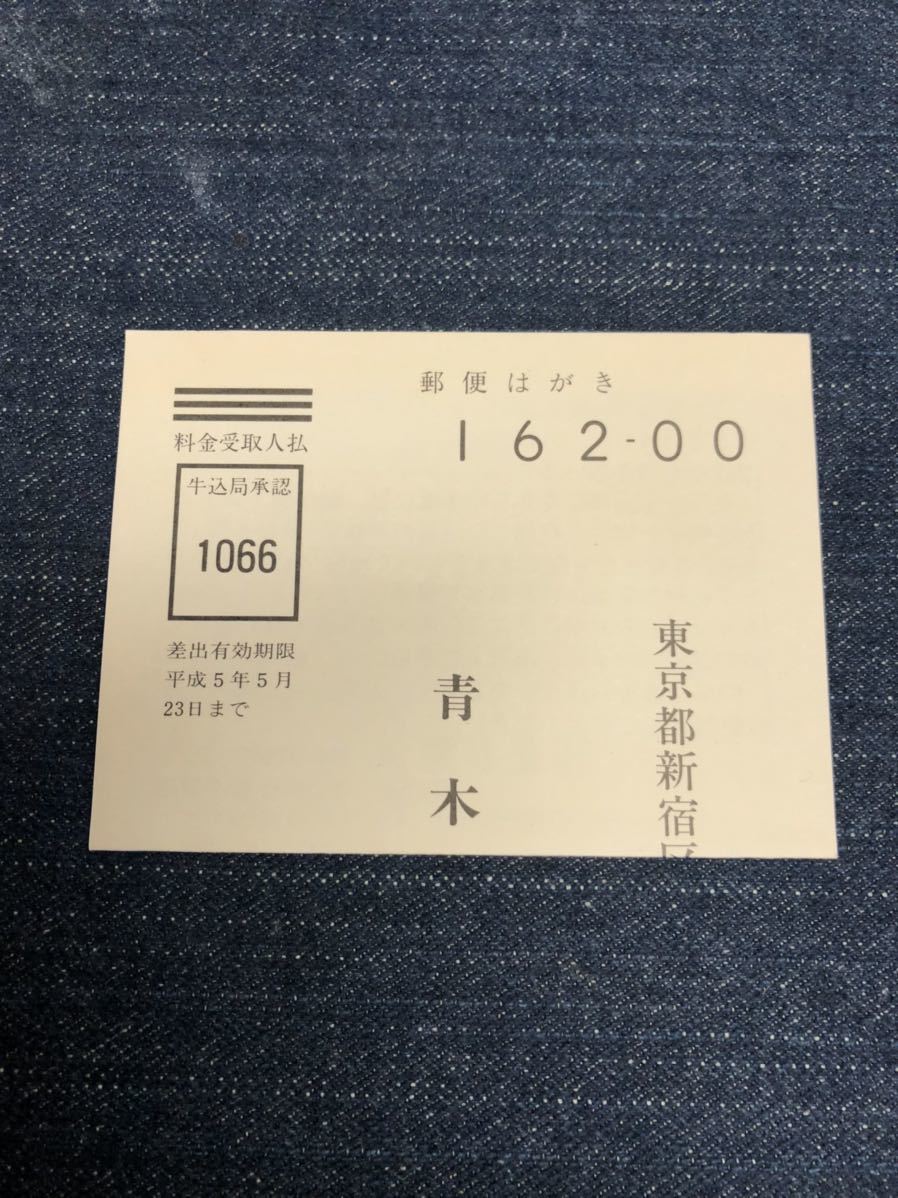 郵便はがき
162-00
料金受取人払
牛込局承認
1066
差出有効期限
平成5年5月
23日まで
東京都新宿区
青木